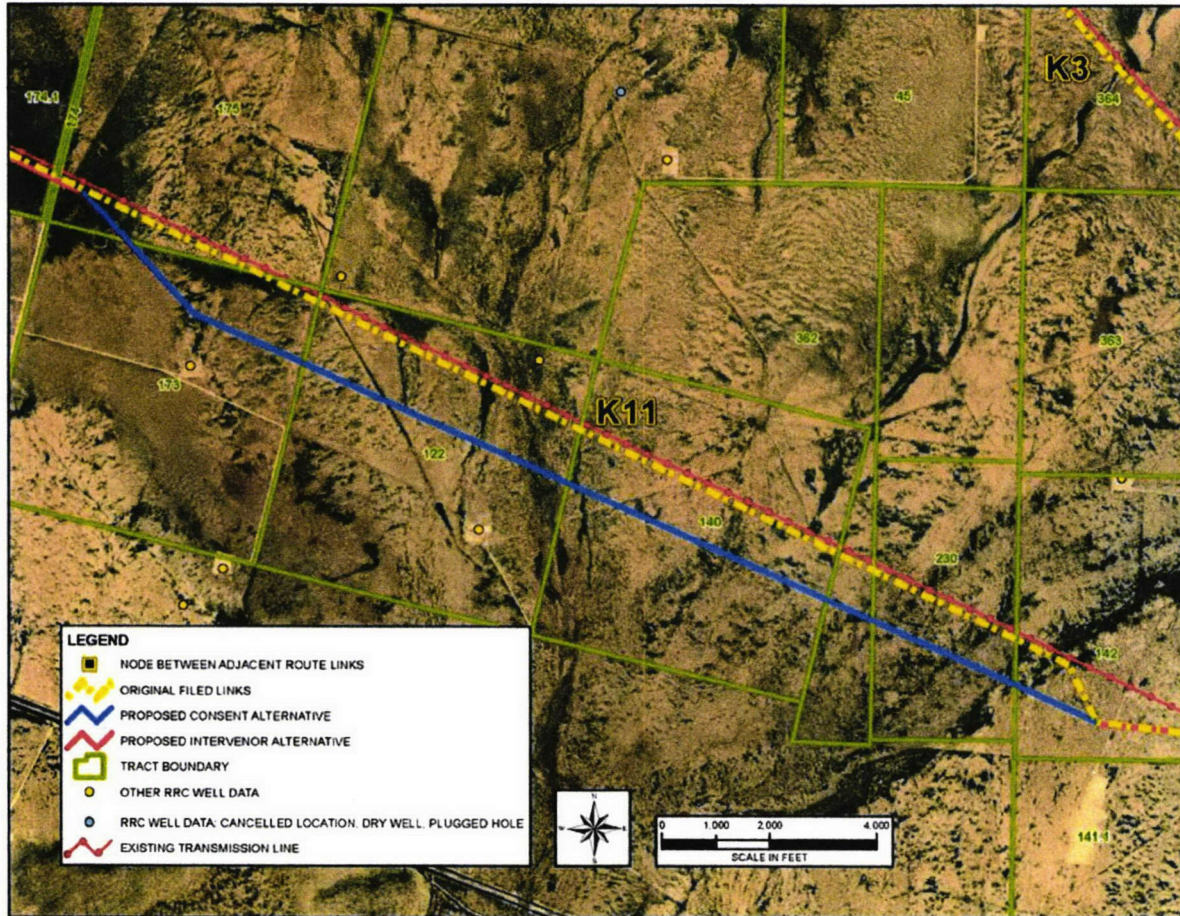 K3
174.1
174
175
45
364
362
363
K11
173
122
140
230
142
141.1
LEGEND
NODE BETWEEN ADJACENT ROUTE LINKS
ORIGINAL FILED LINKS
PROPOSED CONSENT ALTERNATIVE
PROPOSED INTERVENOR ALTERNATIVE
TRACT BOUNDARY
OTHER RRC WELL DATA
RRC WELL DATA: CANCELLED LOCATION, DRY WELL, PLUGGED HOLE
EXISTING TRANSMISSION LINE
N
W E
S
0 1,000 2,000 4,000
SCALE IN FEET